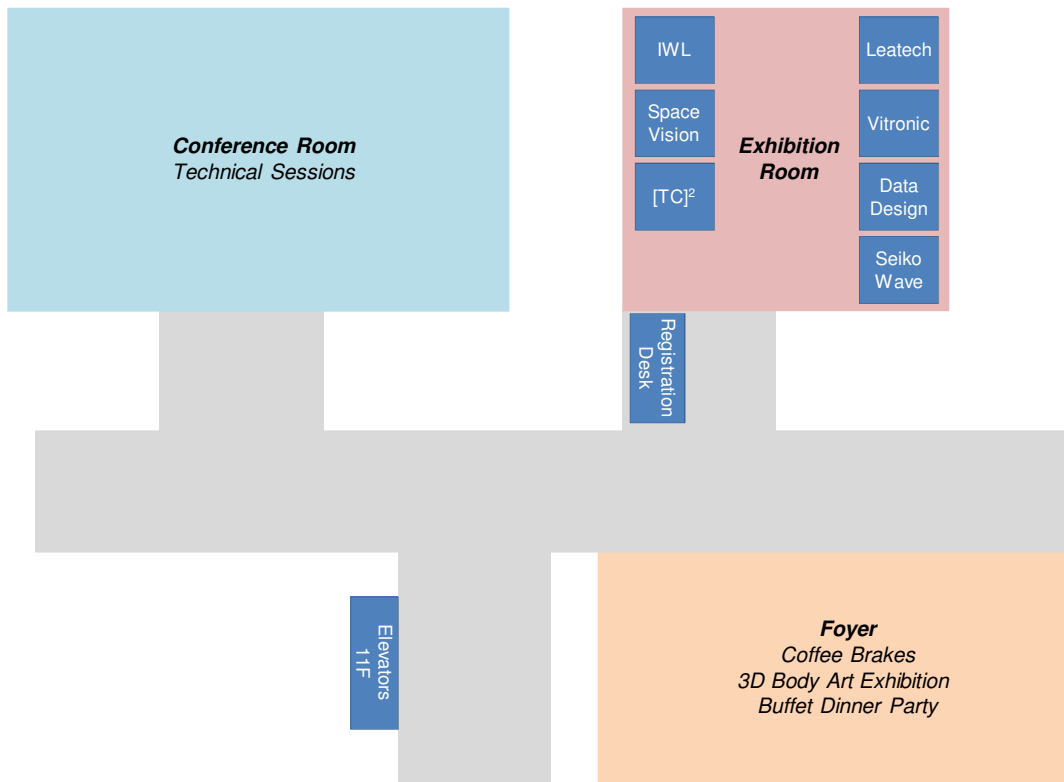 Conference Room
Technical Sessions
IWL
Space
Vision
[TC]²
Exhibition
Room
Leatech
Vitronic
Data
Design
Seiko
Wave
Registration
Desk
Elevators
11F
Foyer
Coffee Brakes
3D Body Art Exhibition
Buffet Dinner Party